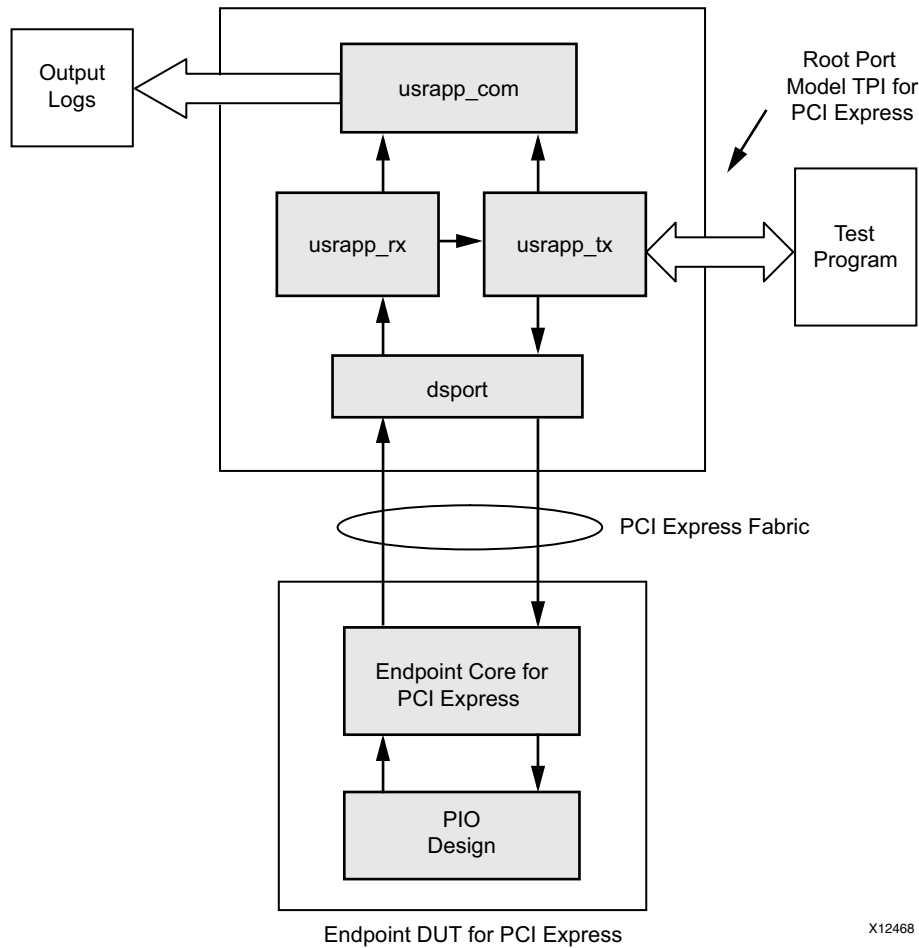 Output
Logs
usrapp_com
Root Port
Model TPI for
PCI Express
usrapp_rx
usrapp_tx
Test
Program
dsport
PCI Express Fabric
Endpoint Core for
PCI Express
PIO
Design
Endpoint DUT for PCI Express
X12468